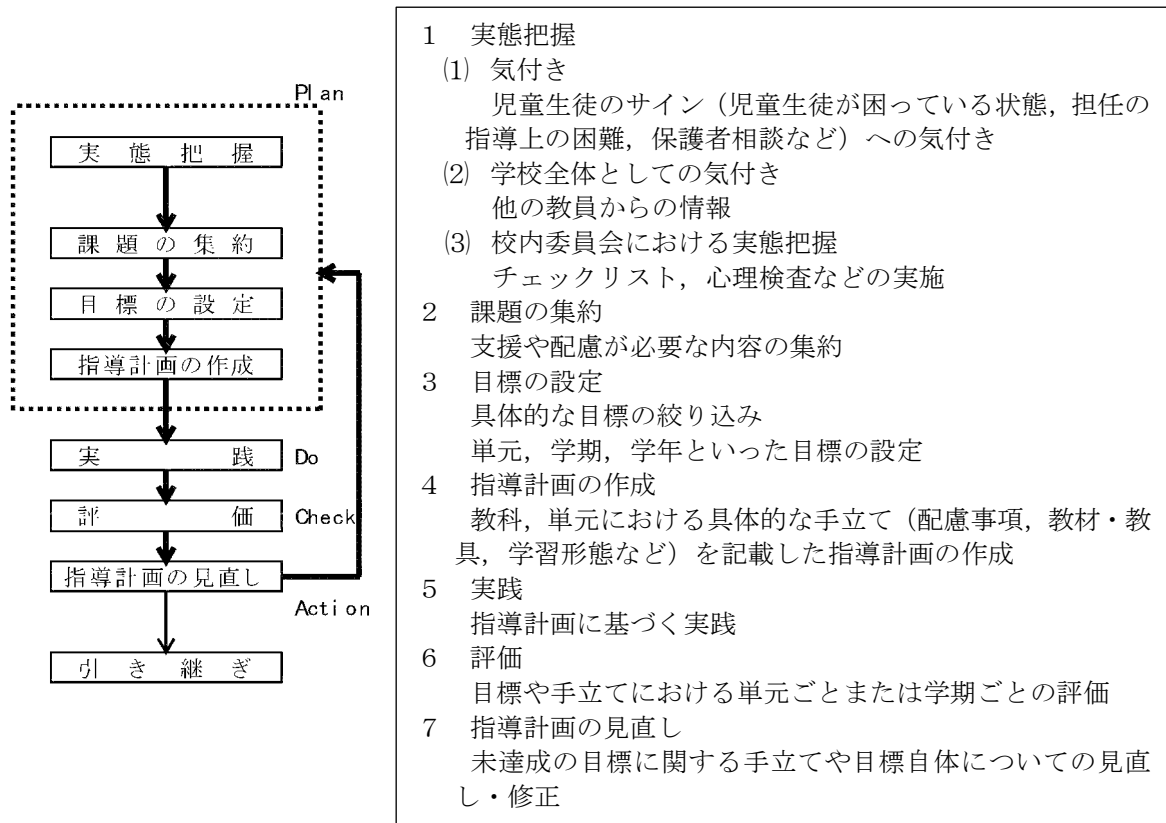 Plan
実態把握
課題の集約
目標の設定
指導計画の作成
実践
Do
評価
Check
指導計画の見直し
Action
引き継ぎ
1 実態把握
⑴ 気付き
児童生徒のサイン（児童生徒が困っている状態，担任の
指導上の困難，保護者相談など）への気付き
⑵ 学校全体としての気付き
他の教員からの情報
⑶ 校内委員会における実態把握
チェックリスト，心理検査などの実施
2 課題の集約
支援や配慮が必要な内容の集約
3 目標の設定
具体的な目標の絞り込み
単元，学期，学年といった目標の設定
4 指導計画の作成
教科，単元における具体的な手立て（配慮事項，教材・教
具，学習形態など）を記載した指導計画の作成
5 実践
指導計画に基づく実践
6 評価
目標や手立てにおける単元ごとまたは学期ごとの評価
7 指導計画の見直し
未達成の目標に関する手立てや目標自体についての見直
し・修正